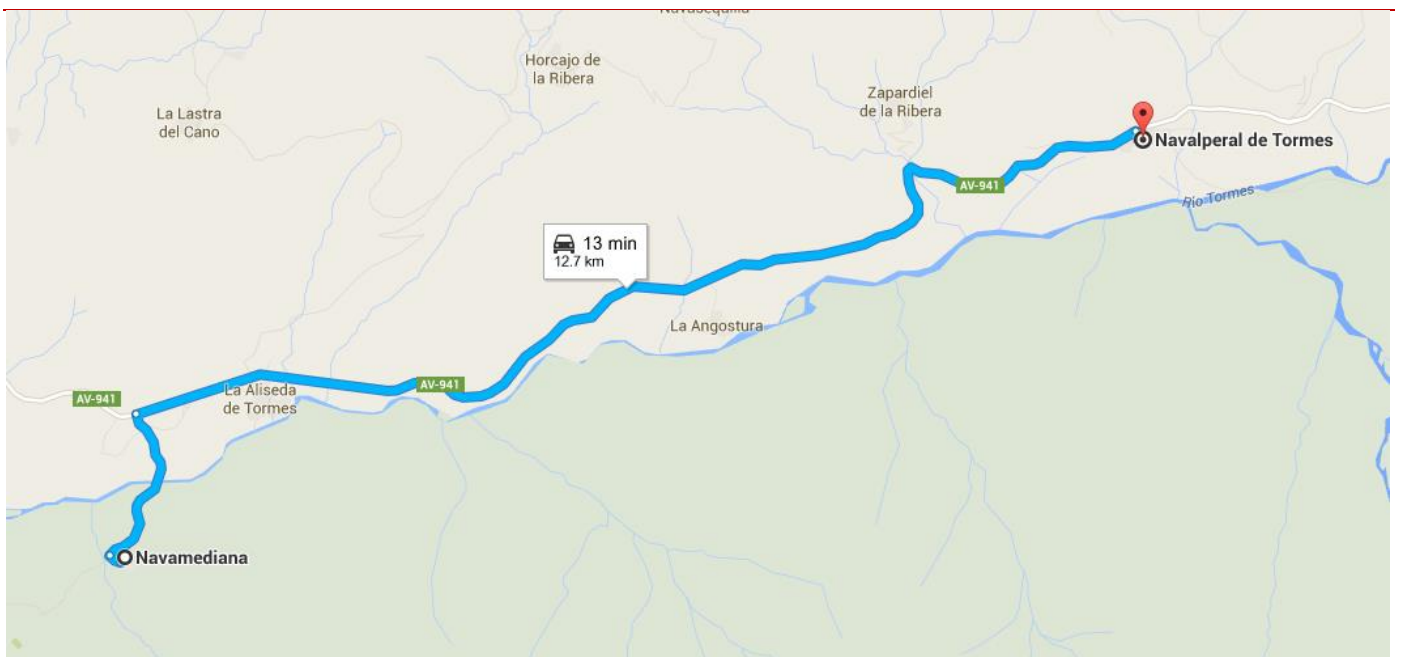 Navasequilla
Horcajo de
la Ribera
La Lastra
del Cano
Zapardiel
de la Ribera
Navalperal de Tormes
AV-941
Río Tormes
13 min
12.7 km
La Angostura
AV-941
La Aliseda
de Tormes
AV-941
Navamediana